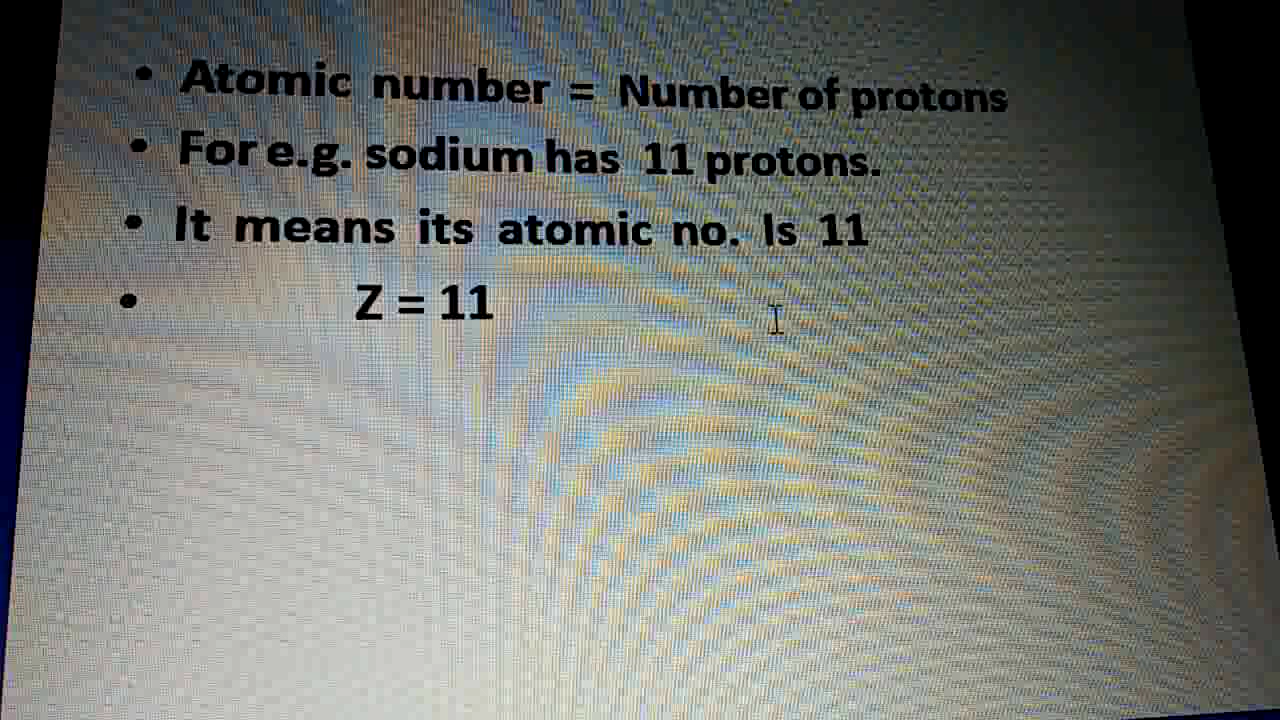 • Atomic number = Number of protons
• For e.g. sodium has 11 protons.
• It means its atomic no. Is 11
• Z = 11